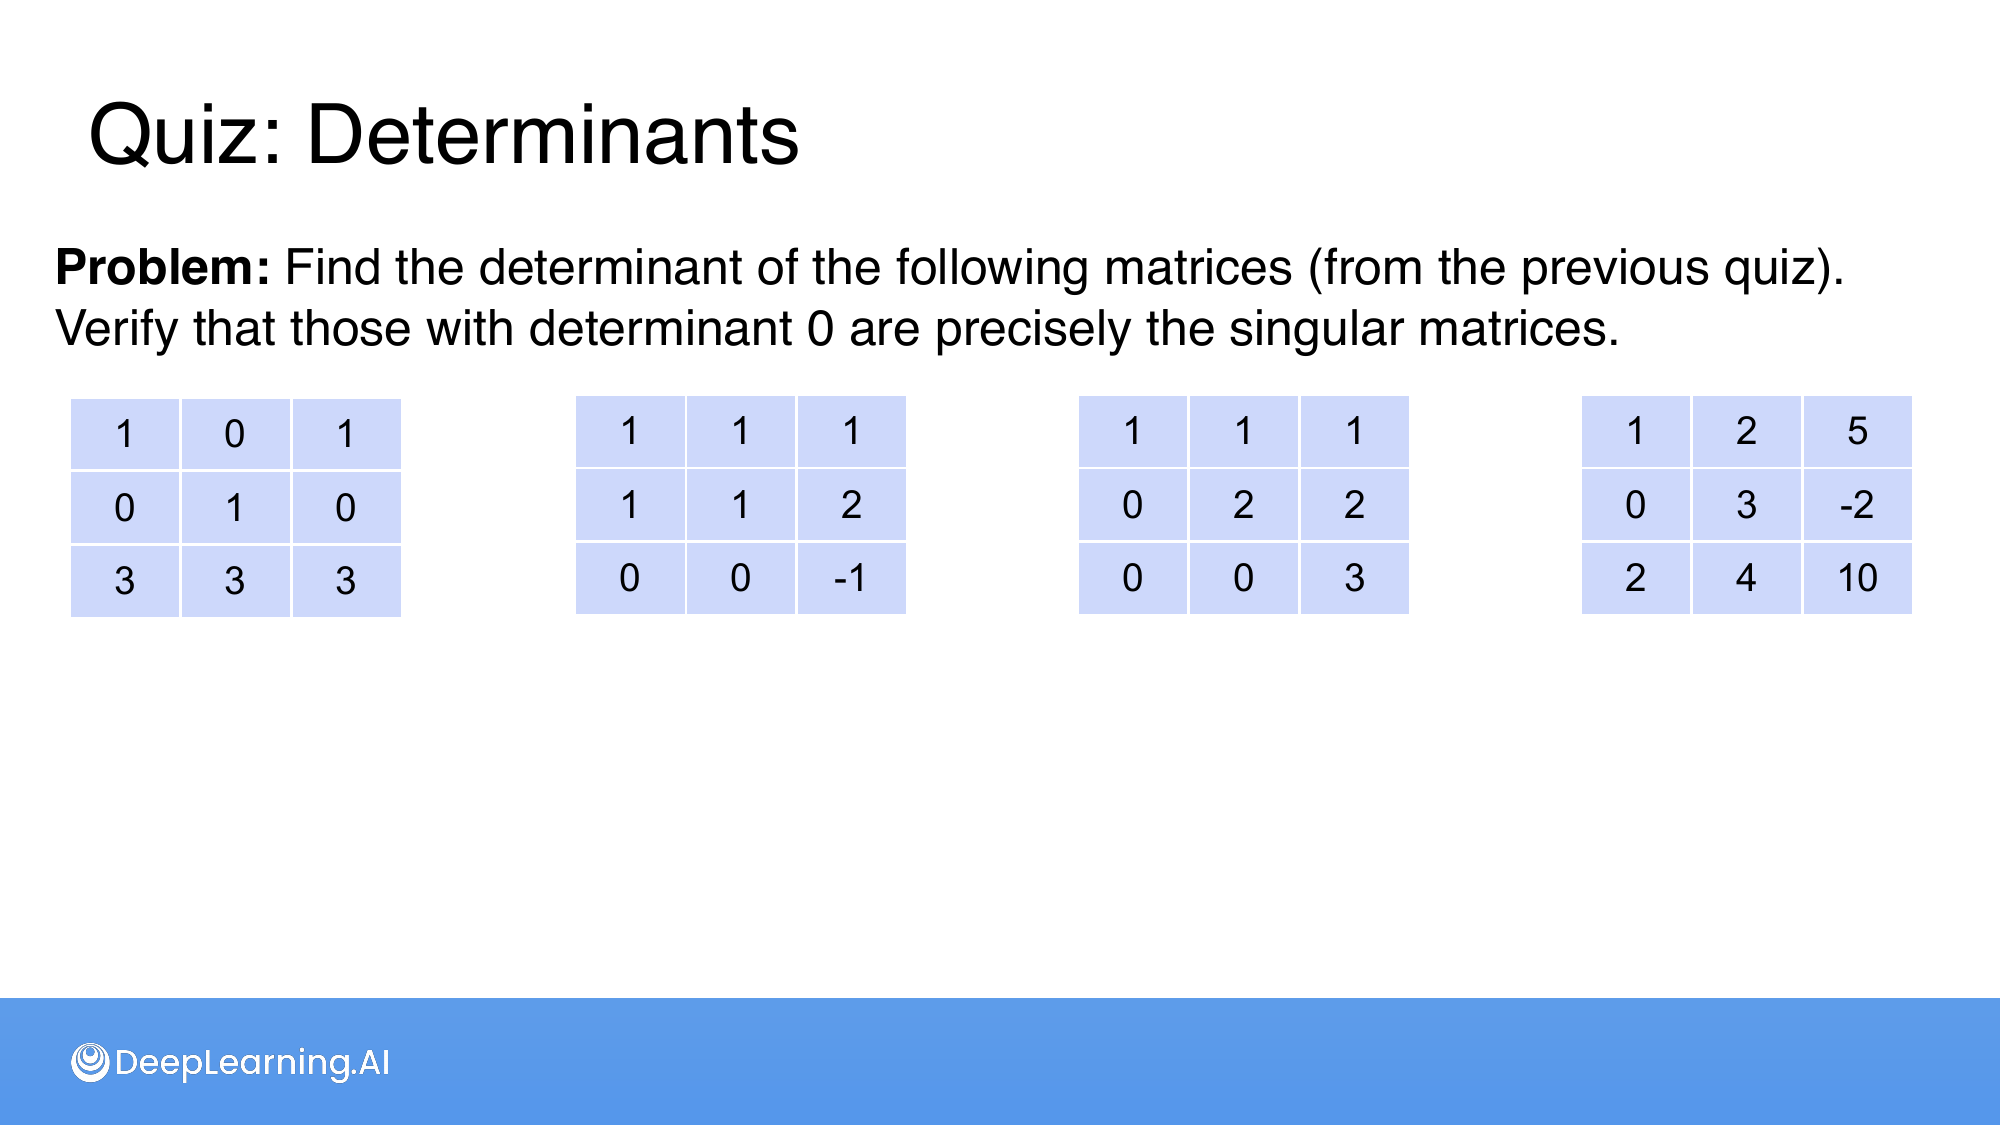 Quiz: Determinants
Problem: Find the determinant of the following matrices (from the previous quiz).
Verify that those with determinant 0 are precisely the singular matrices.
1 0 1
0 1 0
3 3 3
1 1 1
1 1 2
0 0 -1
1 1 1
0 2 2
0 0 3
1 2 5
0 3 -2
2 4 10
DeepLearning.AI